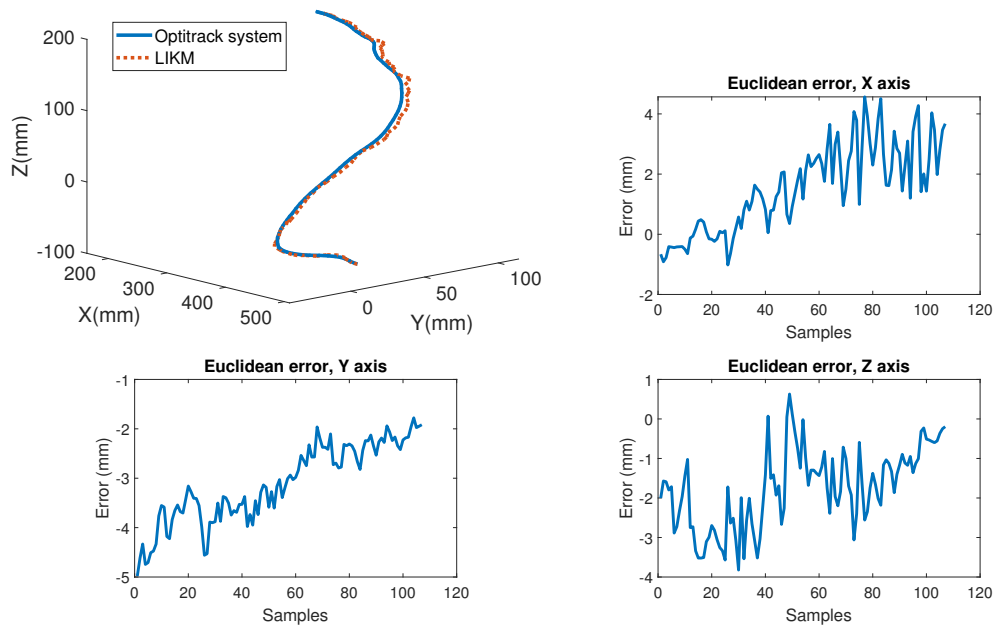 200
100
0
-100
Z(mm)
Optitrack system
LIKM
200
300
400
500
X(mm)
0
50
100
Y(mm)
Euclidean error, X axis
4
2
0
-2
Error (mm)
0 20 40 60 80 100 120
Samples
Euclidean error, Y axis
-1
-2
-3
-4
-5
Error (mm)
0 20 40 60 80 100 120
Samples
Euclidean error, Z axis
1
0
-1
-2
-3
-4
Error (mm)
0 20 40 60 80 100 120
Samples